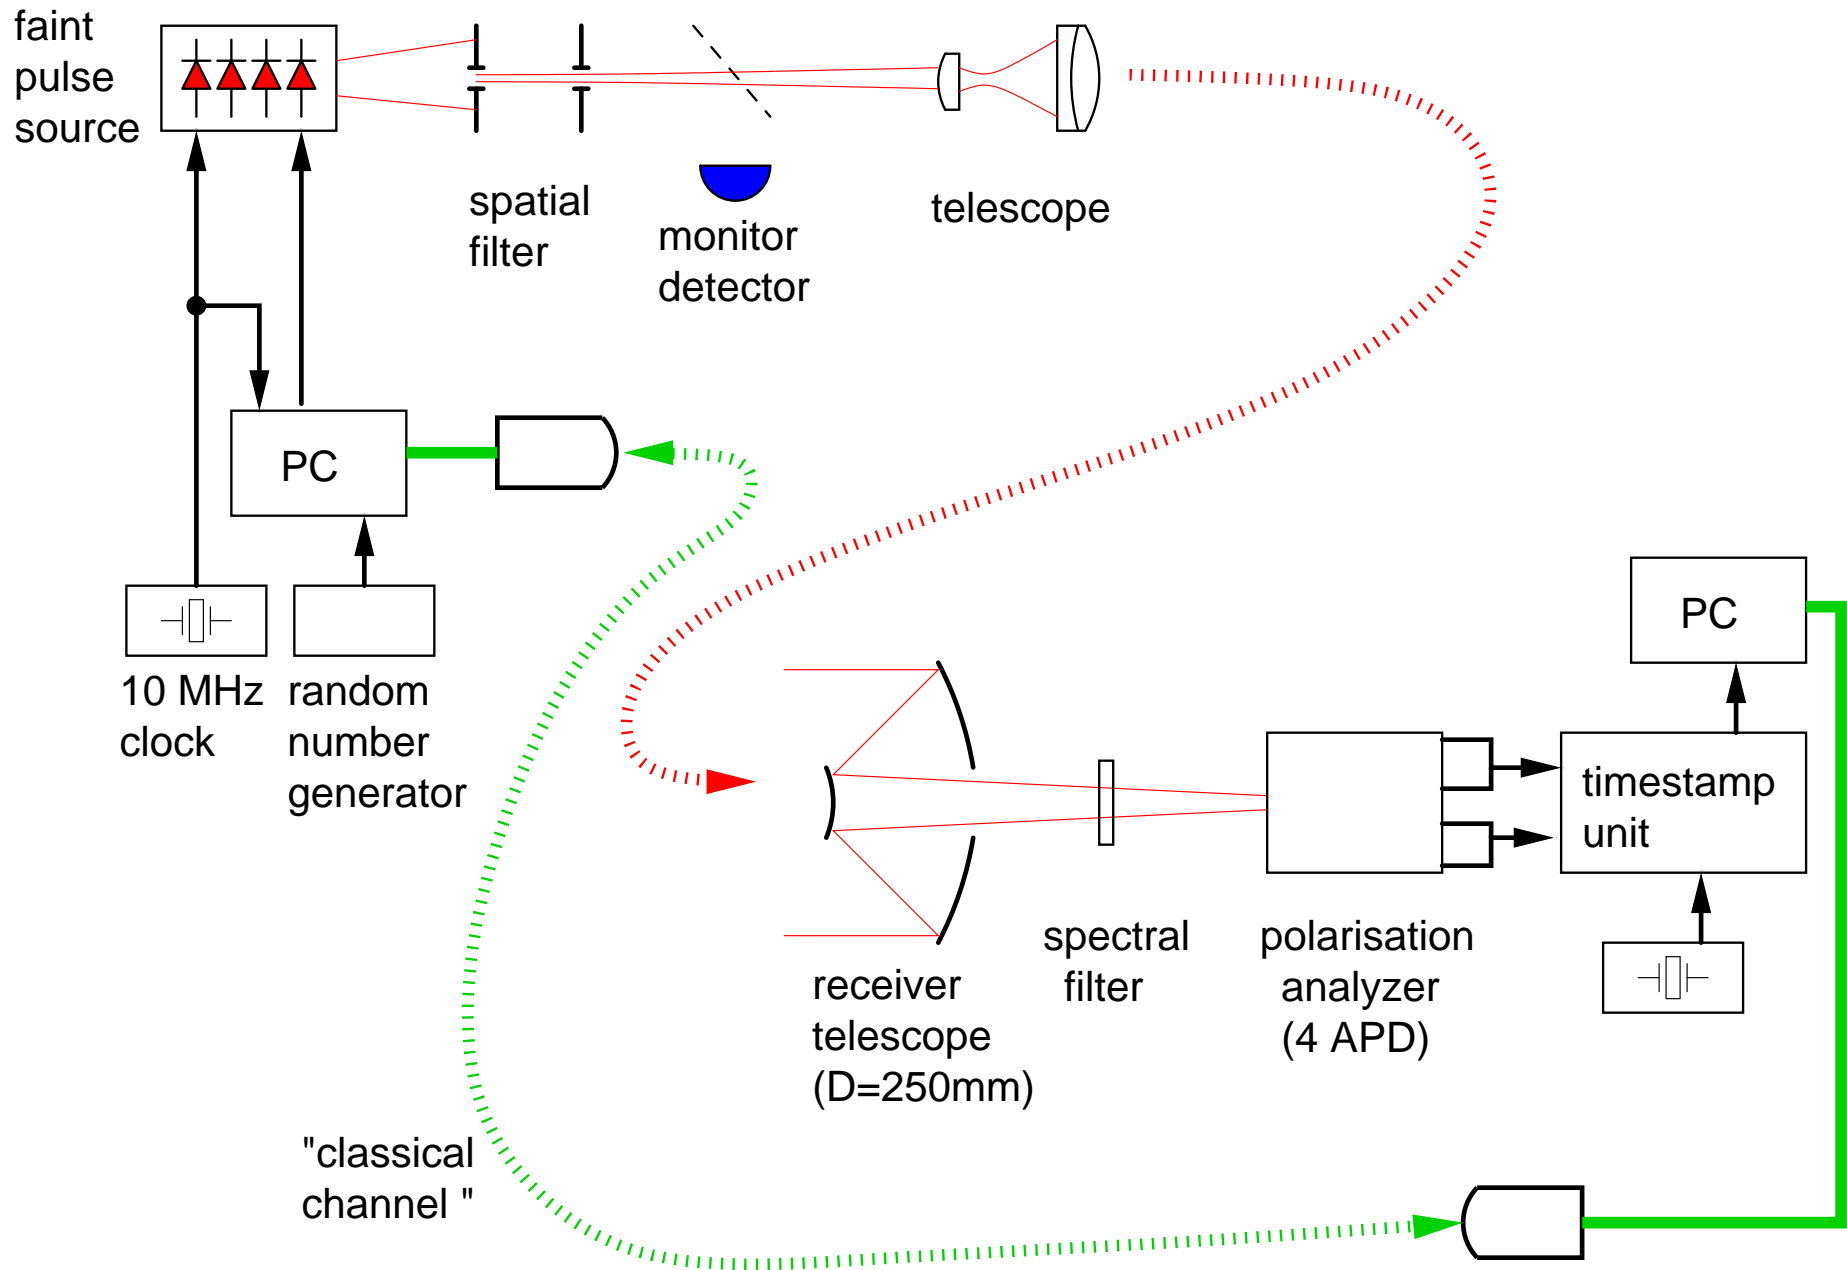 faint
pulse
source
spatial
filter
monitor
detector
telescope
PC
10 MHz
clock
random
number
generator
PC
timestamp
unit
receiver
telescope
(D=250mm)
spectral
filter
polarisation
analyzer
(4 APD)
"classical
channel "